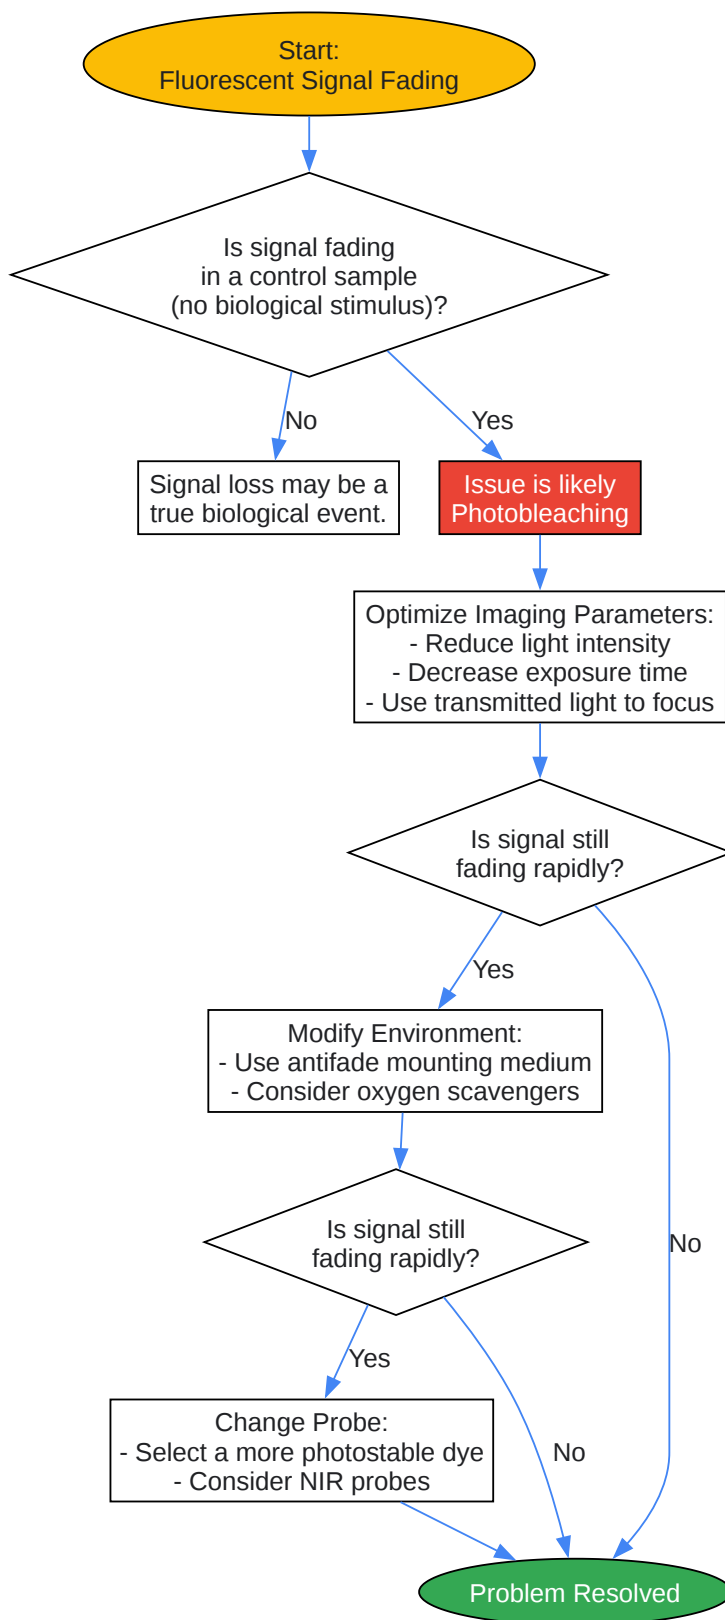 Start:
Fluorescent Signal Fading
Is signal fading
in a control sample
(no biological stimulus)?
No
Yes
Signal loss may be a
true biological event.
Issue is likely
Photobleaching
Optimize Imaging Parameters:
- Reduce light intensity
- Decrease exposure time
- Use transmitted light to focus
Is signal still
fading rapidly?
Yes
Modify Environment:
- Use antifade mounting medium
- Consider oxygen scavengers
Is signal still
fading rapidly?
No
Yes
Change Probe:
- Select a more photostable dye
- Consider NIR probes
No
Problem Resolved